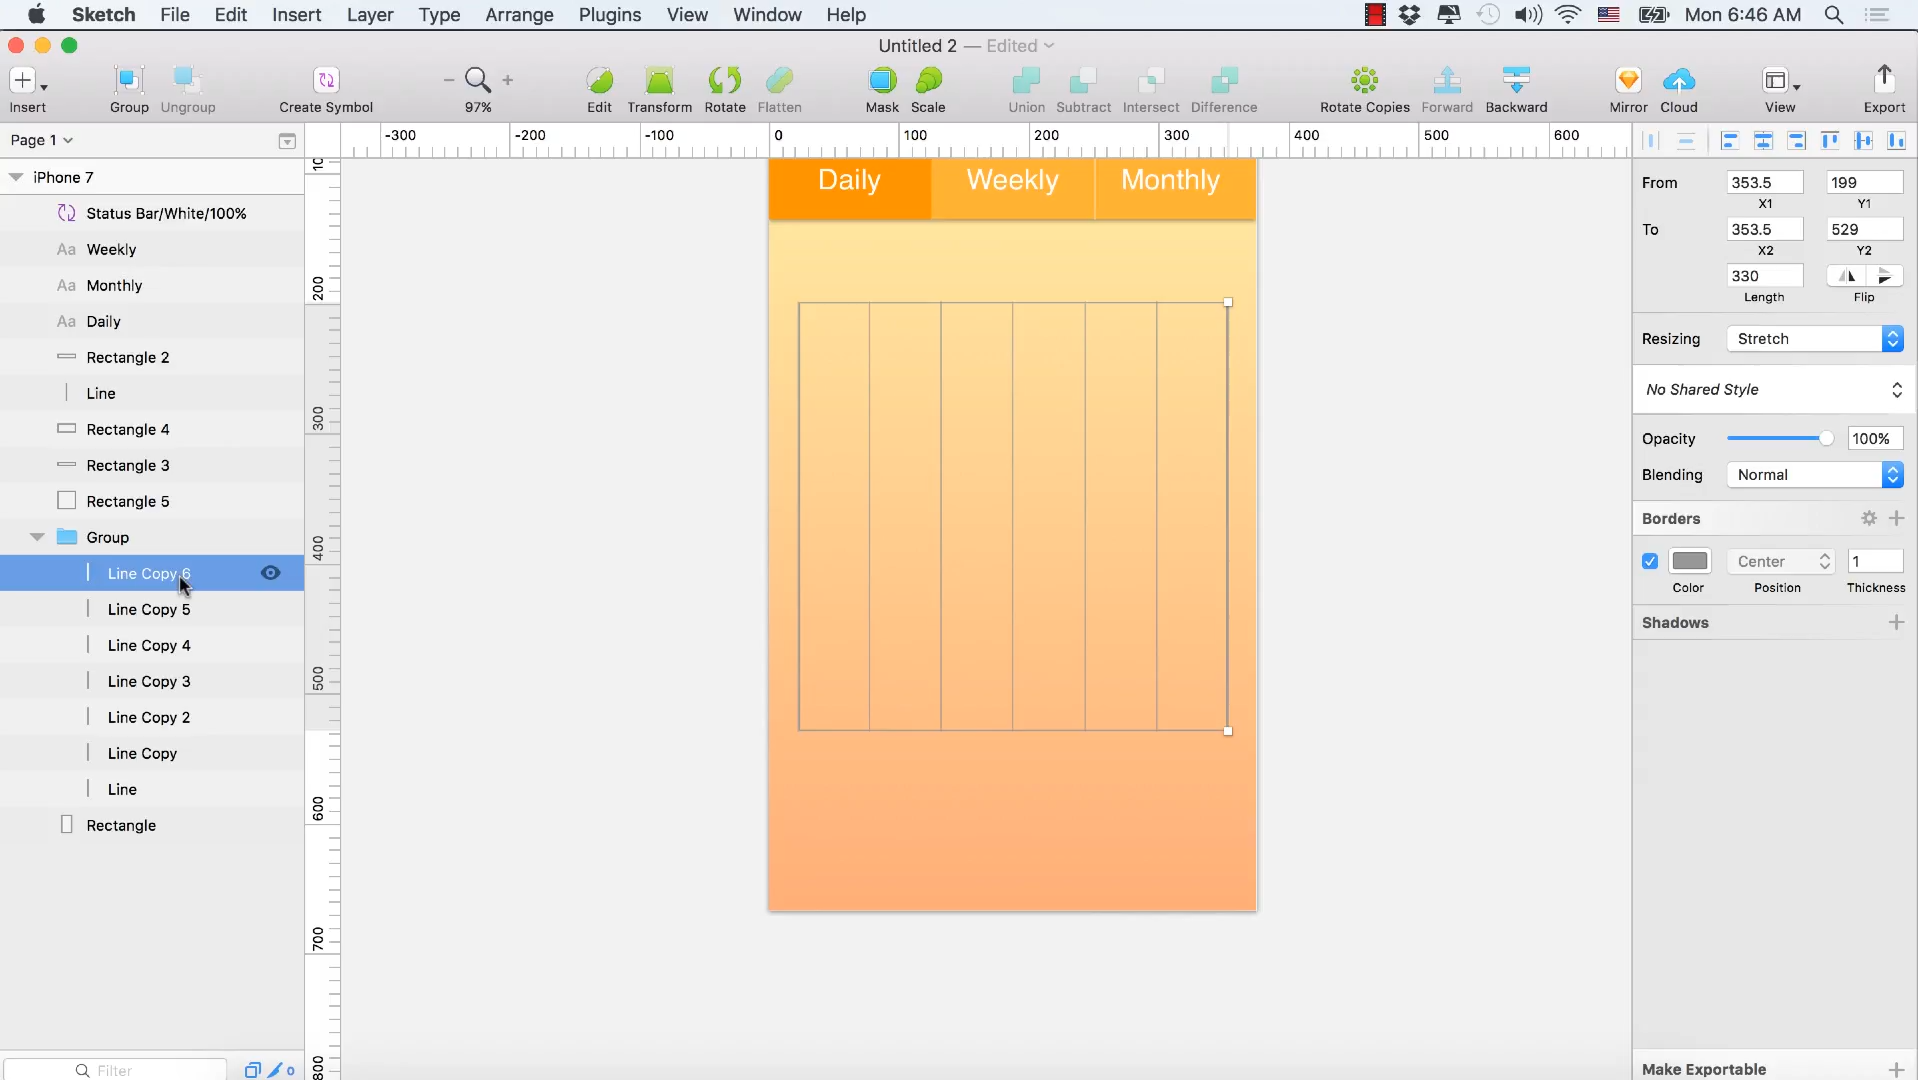 Sketch File Edit Insert Layer Type Arrange Plugins View Window Help Mon 6:46 AM
Untitled 2 — Edited
Insert Group Ungroup Create Symbol 97% Edit Transform Rotate Flatten Mask Scale Union Subtract Intersect Difference Rotate Copies Forward Backward Mirror Cloud View Export
Page 1
-300 -200 -100 0 100 200 300 400 500 600
iPhone 7
Status Bar/White/100%
Weekly
Monthly
Daily
Rectangle 2
Line
Rectangle 4
Rectangle 3
Rectangle 5
Group
Line Copy 6
Line Copy 5
Line Copy 4
Line Copy 3
Line Copy 2
Line Copy
Line
Rectangle
Filter
0
200
300
400
500
600
700
800
Daily Weekly Monthly
From 353.5 199
X1 Y1
To 353.5 529
X2 Y2
330
Length Flip
Resizing Stretch
No Shared Style
Opacity 100%
Blending Normal
Borders
Center 1
Color Position Thickness
Shadows
Make Exportable